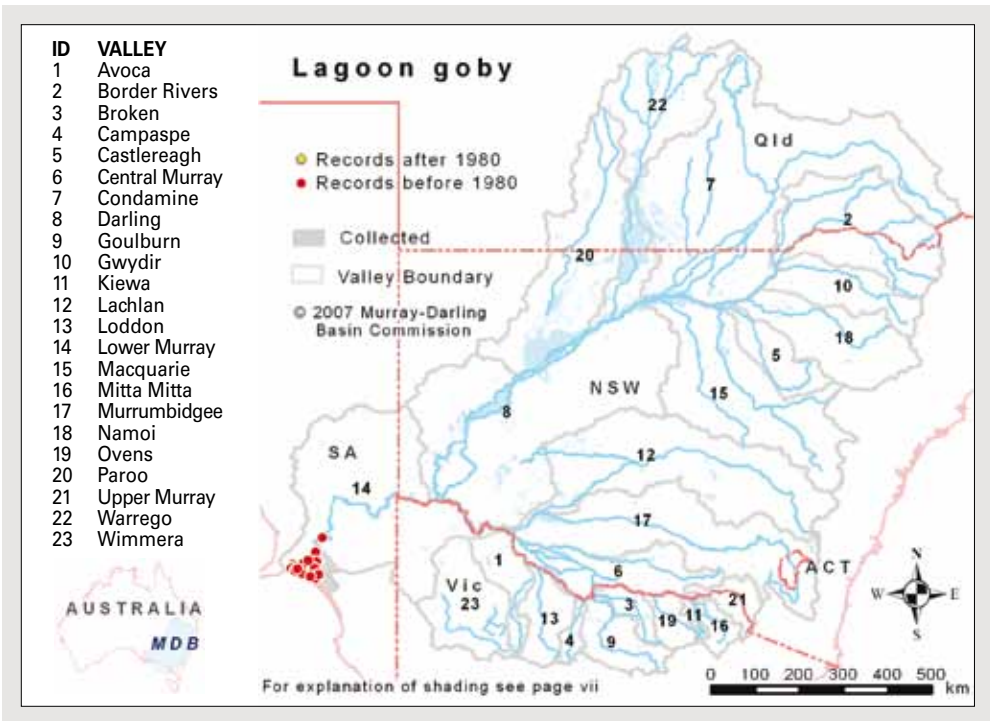 ID VALLEY
1 Avoca
2 Border Rivers
3 Broken
4 Campaspe
5 Castlereagh
6 Central Murray
7 Condamine
8 Darling
9 Goulburn
10 Gwydir
11 Kiewa
12 Lachlan
13 Loddon
14 Lower Murray
15 Macquarie
16 Mitta Mitta
17 Murrumbidgee
18 Namoi
19 Ovens
20 Paroo
21 Upper Murray
22 Warrego
23 Wimmera
AUSTRALIA
MDB
Lagoon goby
Records after 1980
Records before 1980
Collected
Valley Boundary
© 2007 Murray-Darling
Basin Commission
22
Qld
7
2
20
10
18
5
NSW
15
8
SA
12
14
17
ACT
1
6
Vic
23
21
3
13
19
11
16
4
9
N
W
E
S
For explanation of shading see page vii
0 100 200 300 400 500
km